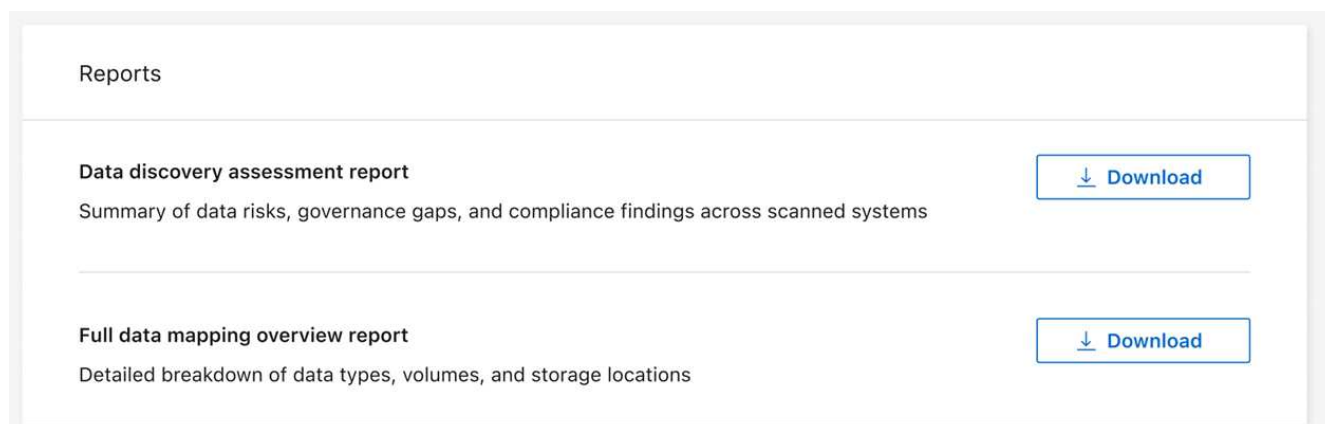 Reports
Data discovery assessment report
Download
Summary of data risks, governance gaps, and compliance findings across scanned systems
Full data mapping overview report
Download
Detailed breakdown of data types, volumes, and storage locations